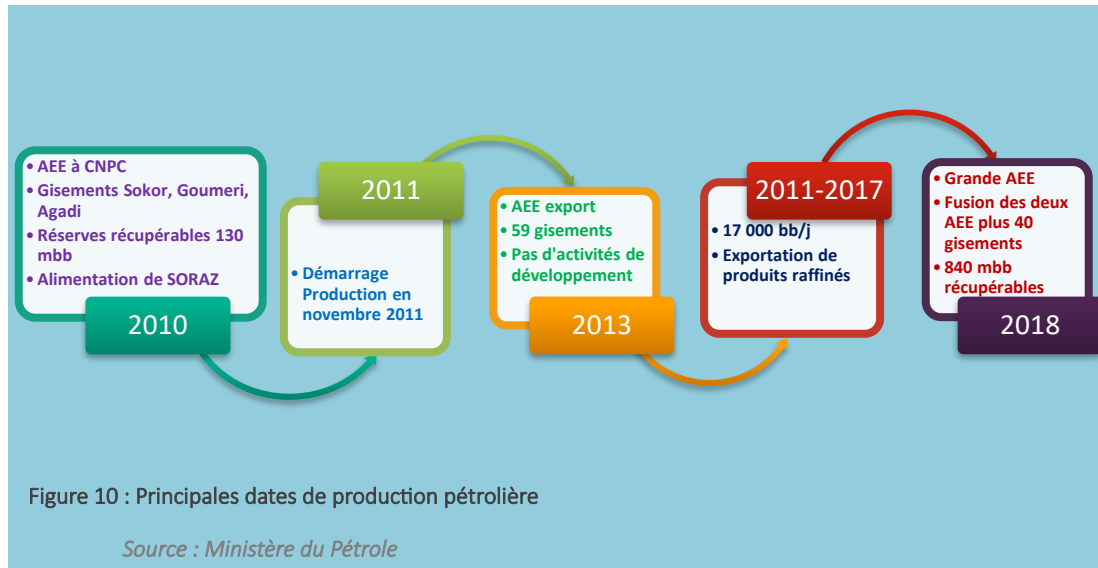 • AEE à CNPC
• Gisements Sokor, Goumeri,
Agadi
• Réserves récupérables 130
mbb
• Alimentation de SORAZ
2010
2011
• Démarrage
Production en
novembre 2011
• AEE export
• 59 gisements
• Pas d'activités de
développement
2013
2011-2017
• 17 000 bb/j
• Exportation de
produits raffinés
• Grande AEE
• Fusion des deux
AEE plus 40
gisements
• 840 mbb
récupérables
2018
Figure 10 : Principales dates de production pétrolière
Source : Ministère du Pétrole